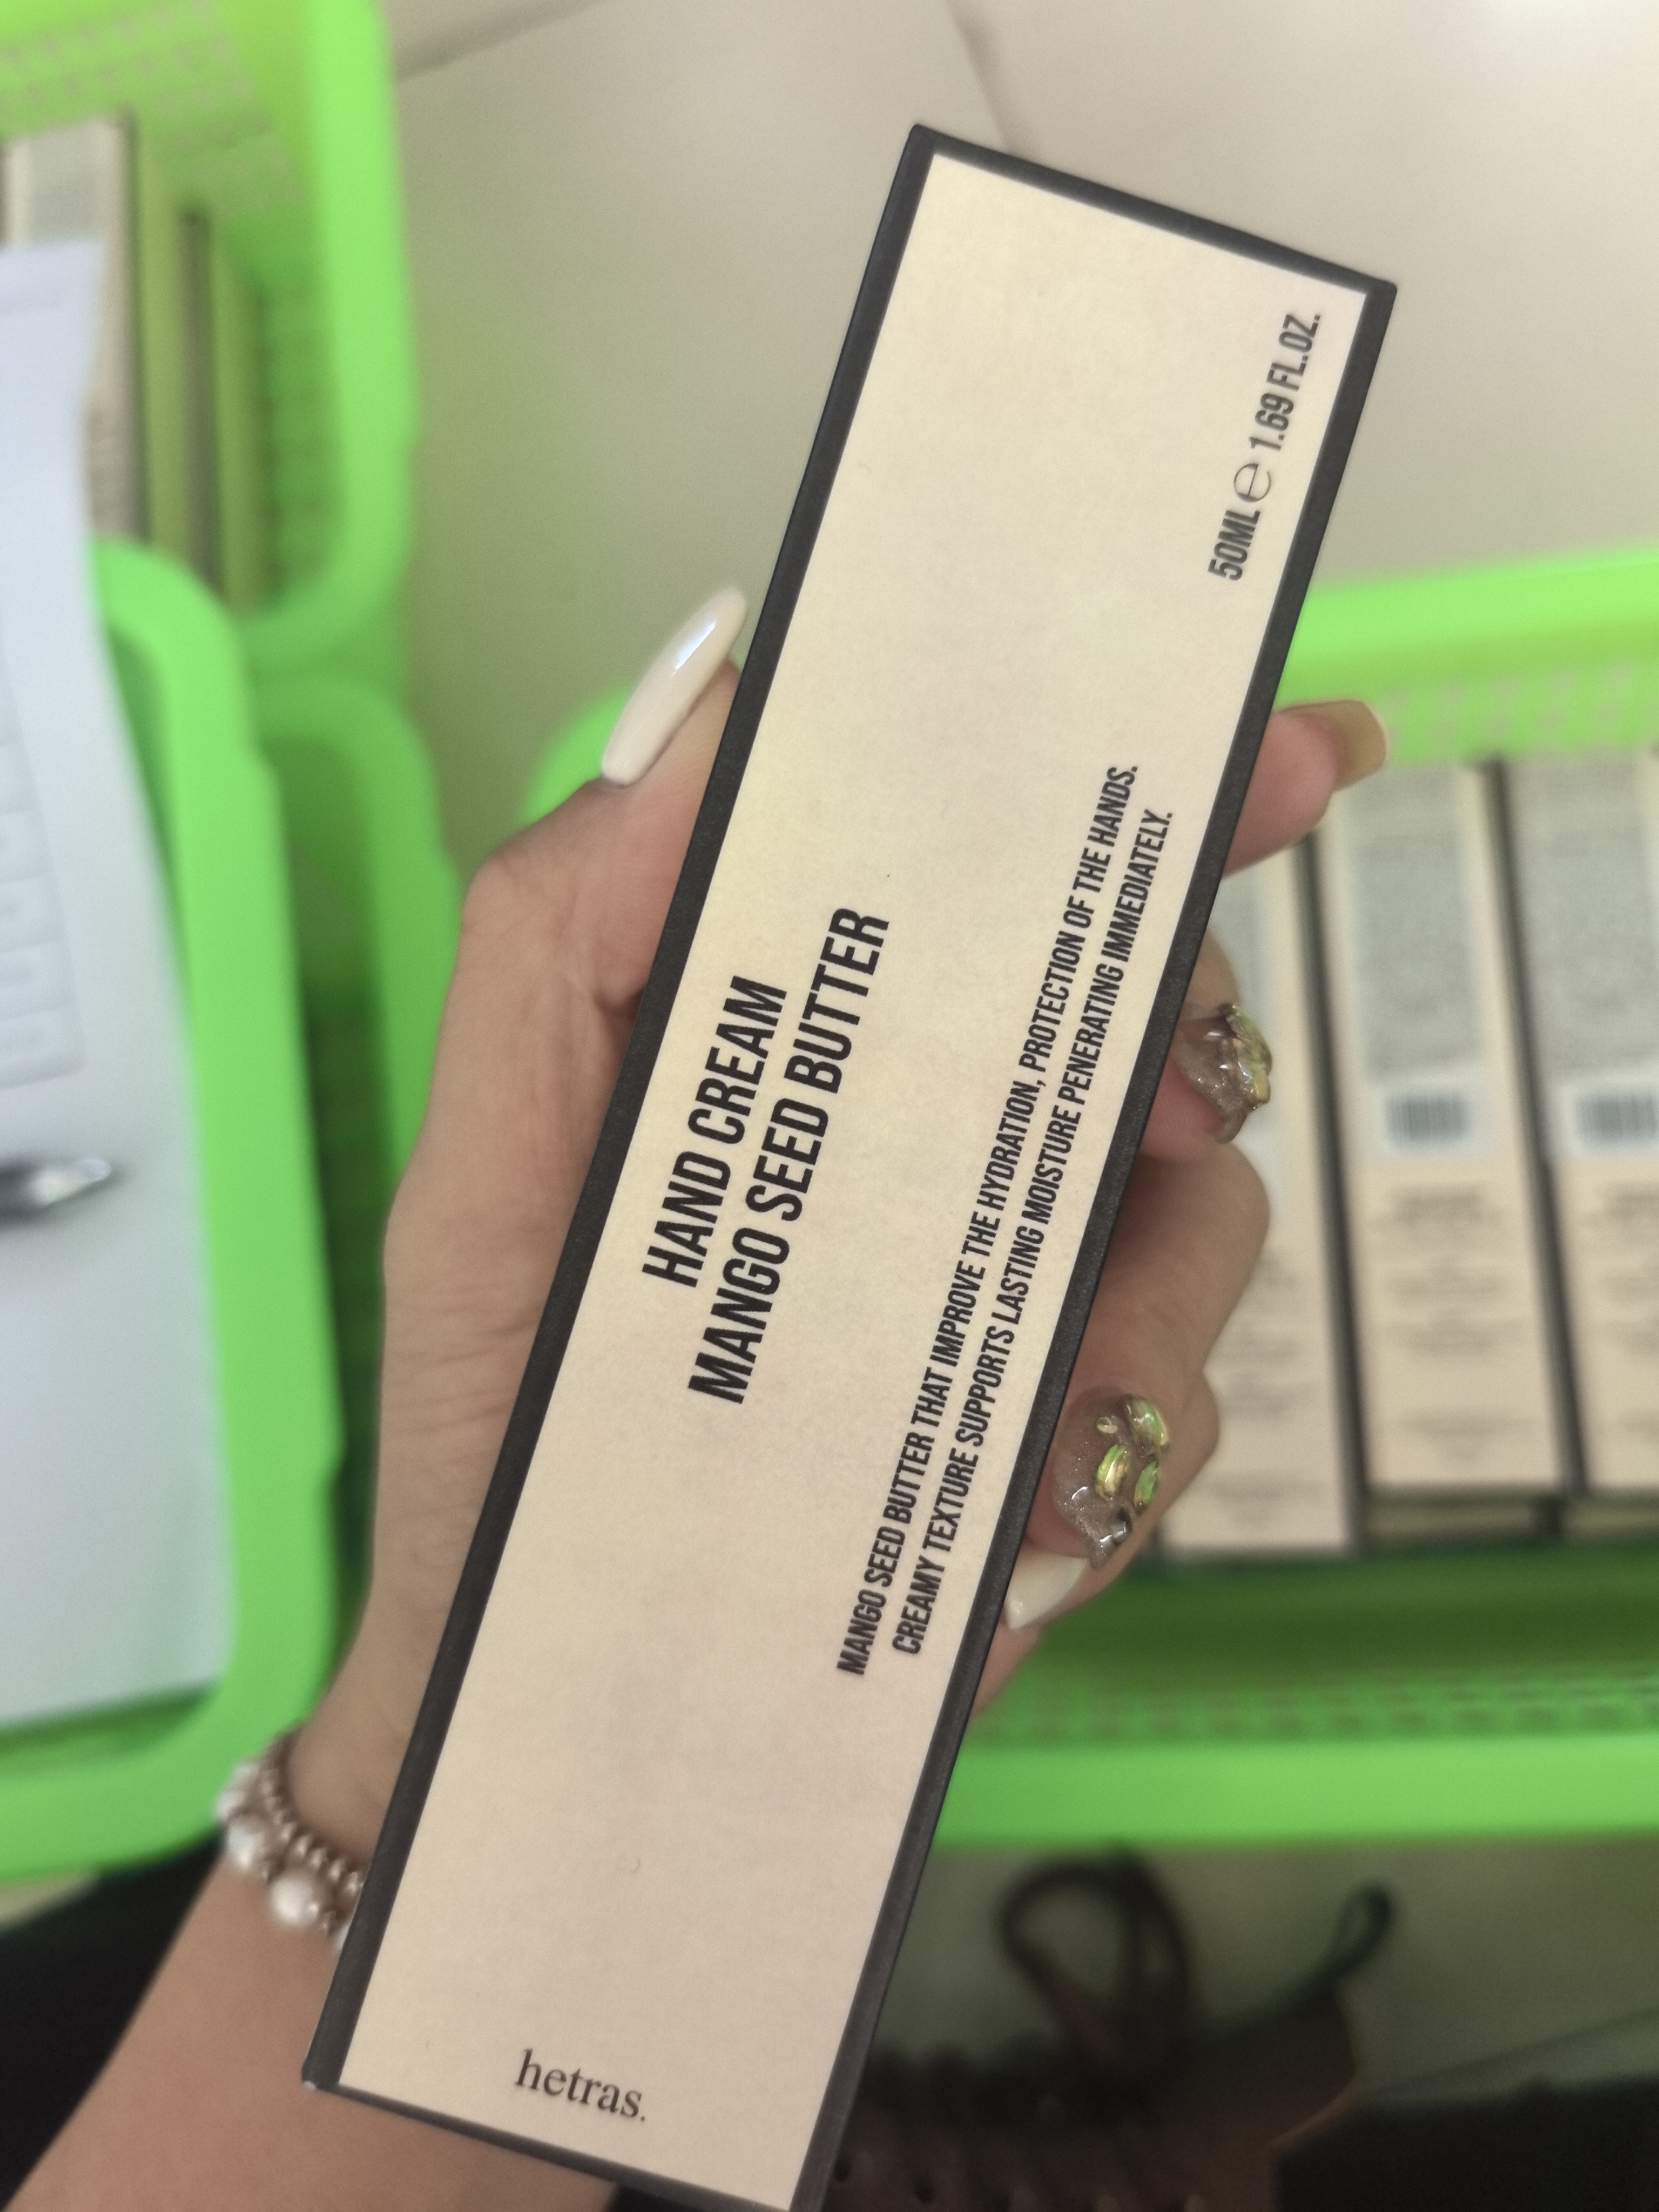 HAND CREAM
MANGO SEED BUTTER
MANGO SEED BUTTER THAT IMPROVE THE HYDRATION, PROTECTION OF THE HANDS.
CREAMY TEXTURE SUPPORTS LASTING MOISTURE PENERATING IMMEDIATELY.
50ML ℮ 1.69 FL.OZ.
hetras.